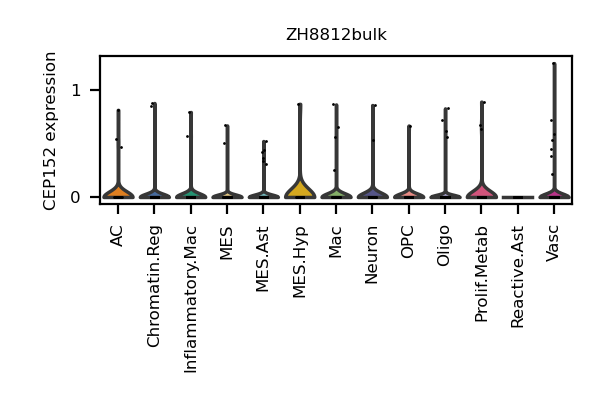 ZH8812bulk
CEP152 expression
1
0
AC
Chromatin.Reg
Inflammatory.Mac
MES
MES.Ast
MES.Hyp
Mac
Neuron
OPC
Oligo
Prolif.Metab
Reactive.Ast
Vasc